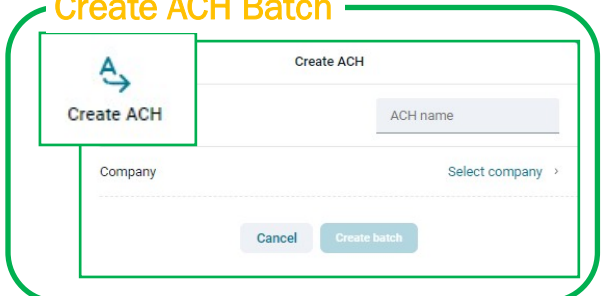 Create ACH Batch
Create ACH
Create ACH
ACH name
Company
Select company
Cancel
Create batch